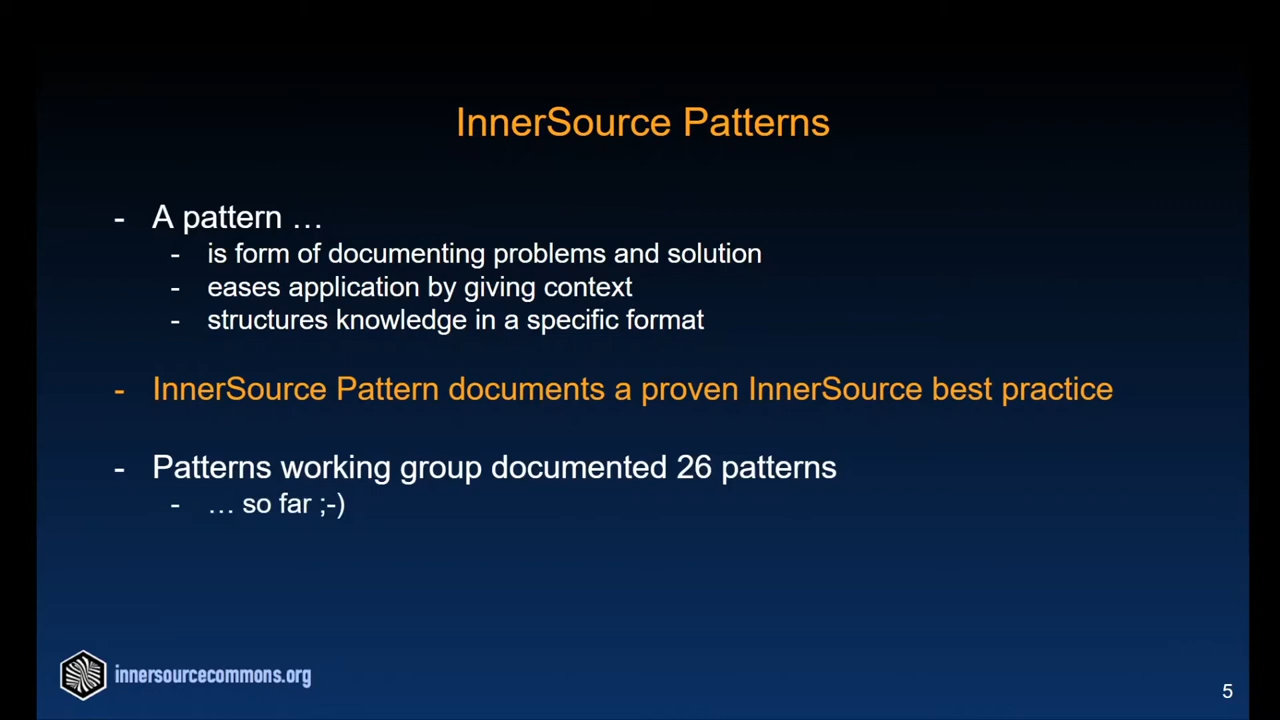 InnerSource Patterns
- A pattern …
- is form of documenting problems and solution
- eases application by giving context
- structures knowledge in a specific format
- InnerSource Pattern documents a proven InnerSource best practice
- Patterns working group documented 26 patterns
- … so far ;-)
innersourcecommons.org
5